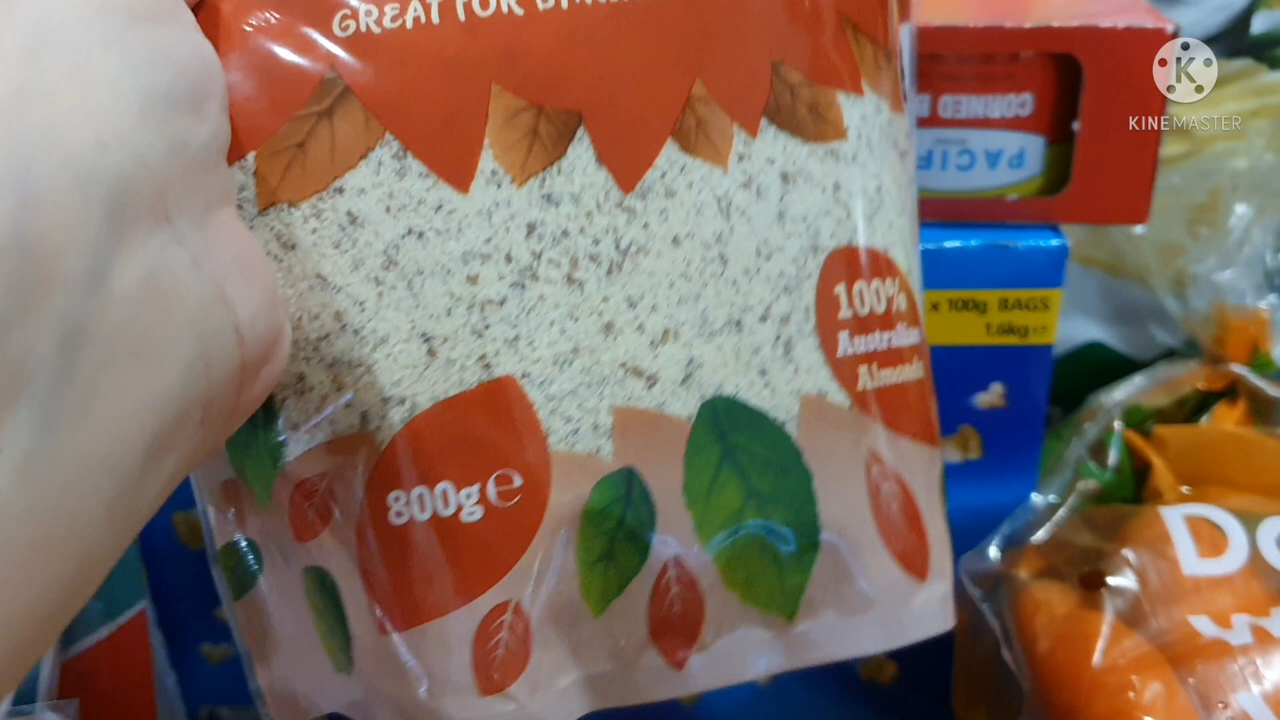 GREAT FOR
KINEMASTER
CORNED
PACIF
100%
Australian
Almonds
x 100g BAGS
1.6kg e
800g e